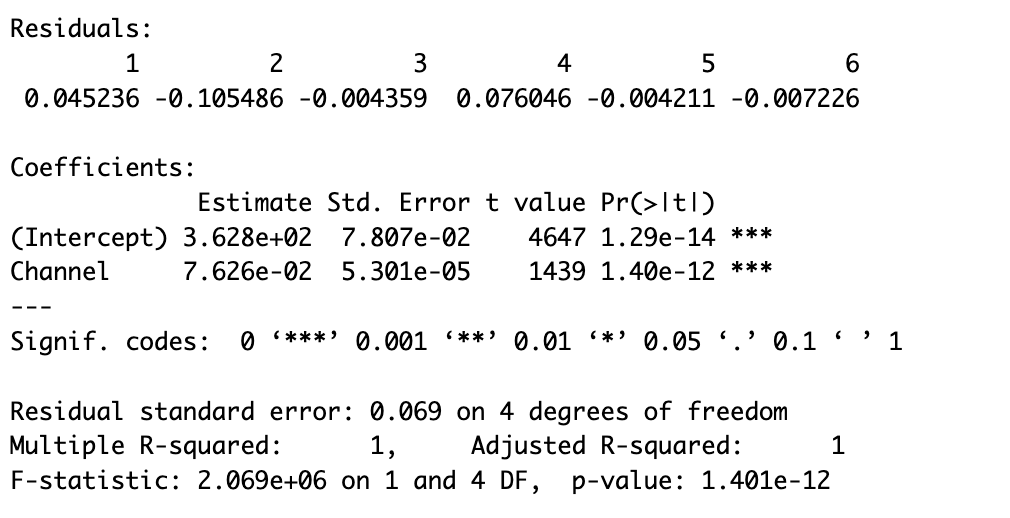 Residuals:
        1         2         3         4         5         6
 0.045236 -0.105486 -0.004359  0.076046 -0.004211 -0.007226
Coefficients:
             Estimate Std. Error t value Pr(>|t|)
(Intercept) 3.628e+02  7.807e-02    4647 1.29e-14 ***
Channel     7.626e-02  5.301e-05    1439 1.40e-12 ***
---
Signif. codes:  0 ‘***’ 0.001 ‘**’ 0.01 ‘*’ 0.05 ‘.’ 0.1 ‘ ’ 1
Residual standard error: 0.069 on 4 degrees of freedom
Multiple R-squared:      1,     Adjusted R-squared:      1
F-statistic: 2.069e+06 on 1 and 4 DF,  p-value: 1.401e-12